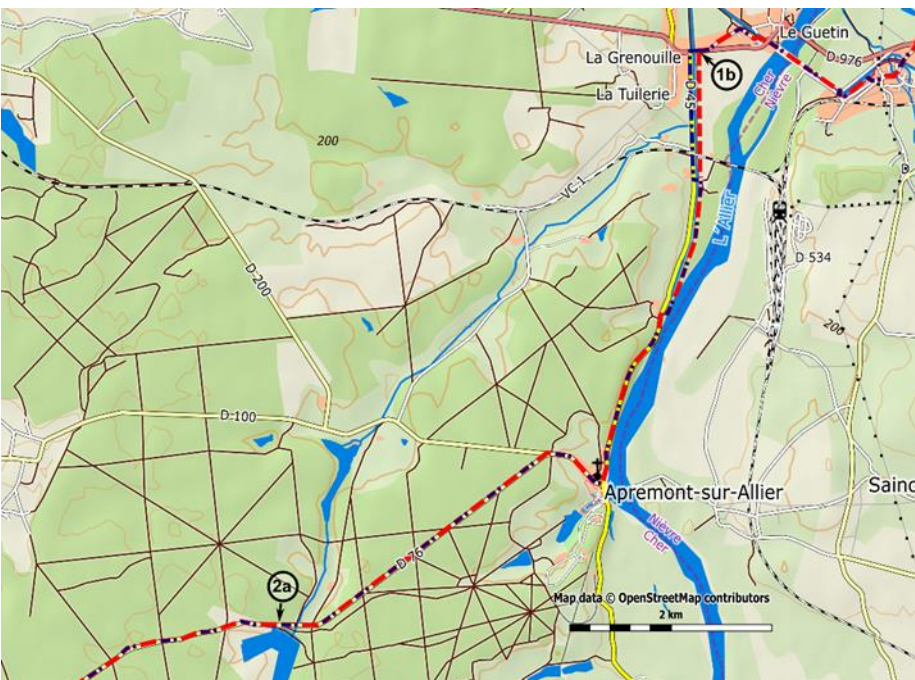 Le Guetin
La Grenouille
D 976
1b
La Tuilerie
D 45
Cher
Nièvre
200
VC 1
L'Allier
D 200
D 534
200
D 100
Apremont-sur-Allier
Nièvre
Cher
D 76
2a
Map data © OpenStreetMap contributors
2 km